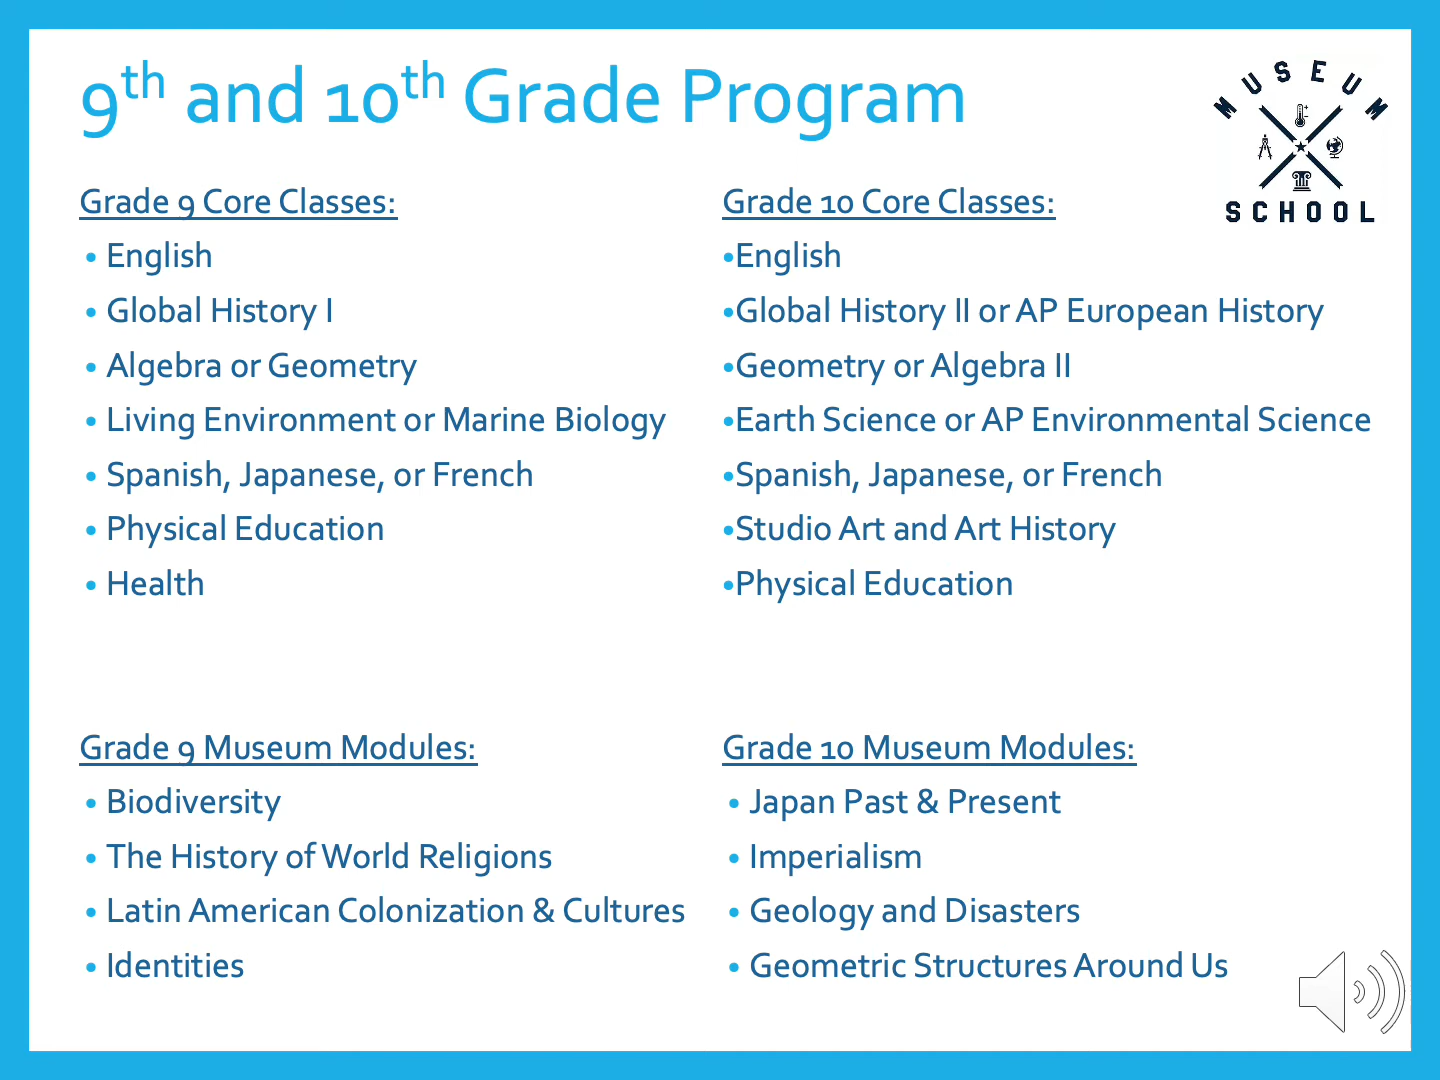 9th and 10th Grade Program
MUSEUM
SCHOOL
Grade 9 Core Classes:
• English
• Global History I
• Algebra or Geometry
• Living Environment or Marine Biology
• Spanish, Japanese, or French
• Physical Education
• Health
Grade 10 Core Classes:
•English
•Global History II or AP European History
•Geometry or Algebra II
•Earth Science or AP Environmental Science
•Spanish, Japanese, or French
•Studio Art and Art History
•Physical Education
Grade 9 Museum Modules:
• Biodiversity
• The History of World Religions
• Latin American Colonization & Cultures
• Identities
Grade 10 Museum Modules:
• Japan Past & Present
• Imperialism
• Geology and Disasters
• Geometric Structures Around Us